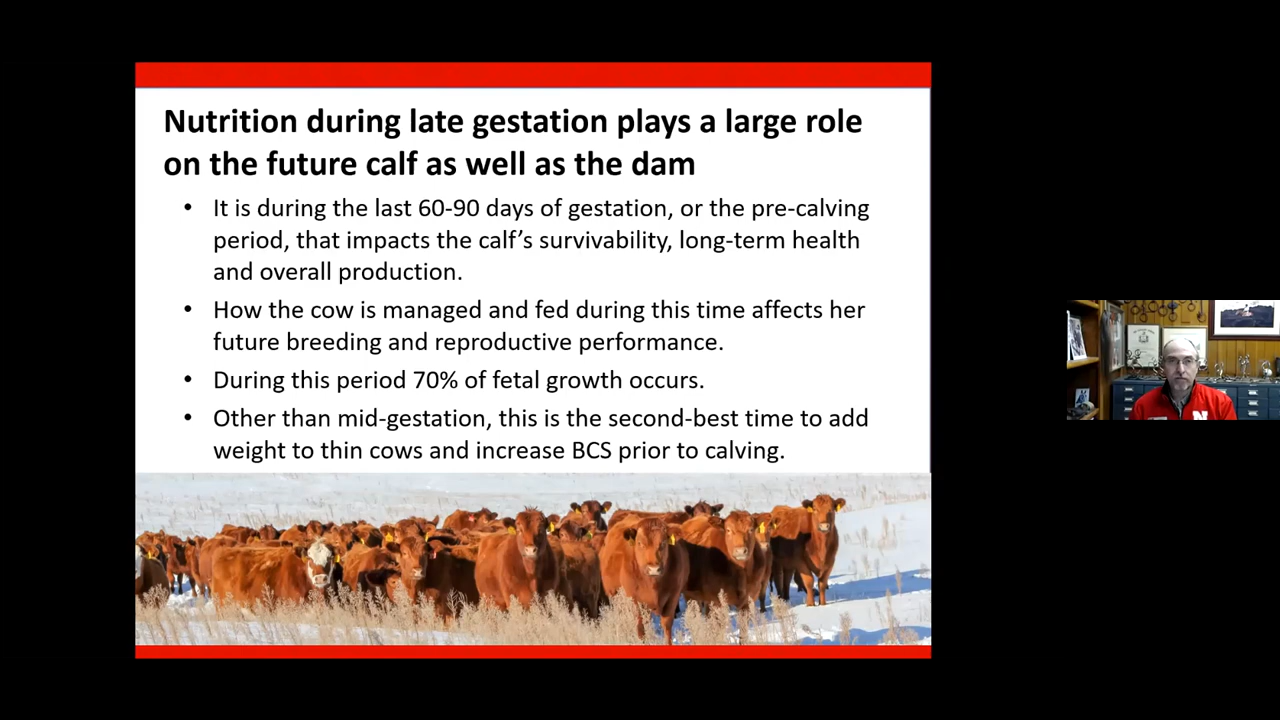 Nutrition during late gestation plays a large role
on the future calf as well as the dam
• It is during the last 60-90 days of gestation, or the pre-calving
period, that impacts the calf’s survivability, long-term health
and overall production.
• How the cow is managed and fed during this time affects her
future breeding and reproductive performance.
• During this period 70% of fetal growth occurs.
• Other than mid-gestation, this is the second-best time to add
weight to thin cows and increase BCS prior to calving.
N